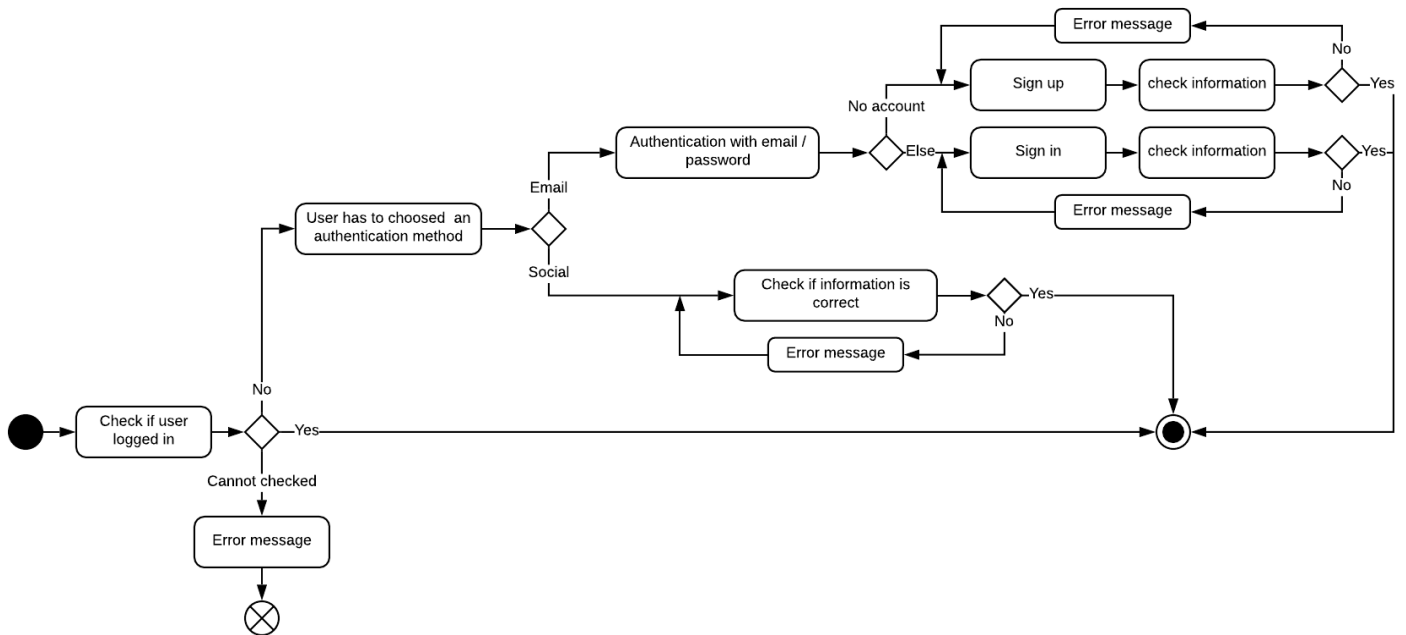 Error message
No
Sign up
check information
Yes
No account
Authentication with email /
password
Else
Sign in
check information
Yes
Email
No
Error message
User has to choosed an
authentication method
Social
Check if information is
correct
Yes
No
Error message
No
Check if user
logged in
Yes
Cannot checked
Error message